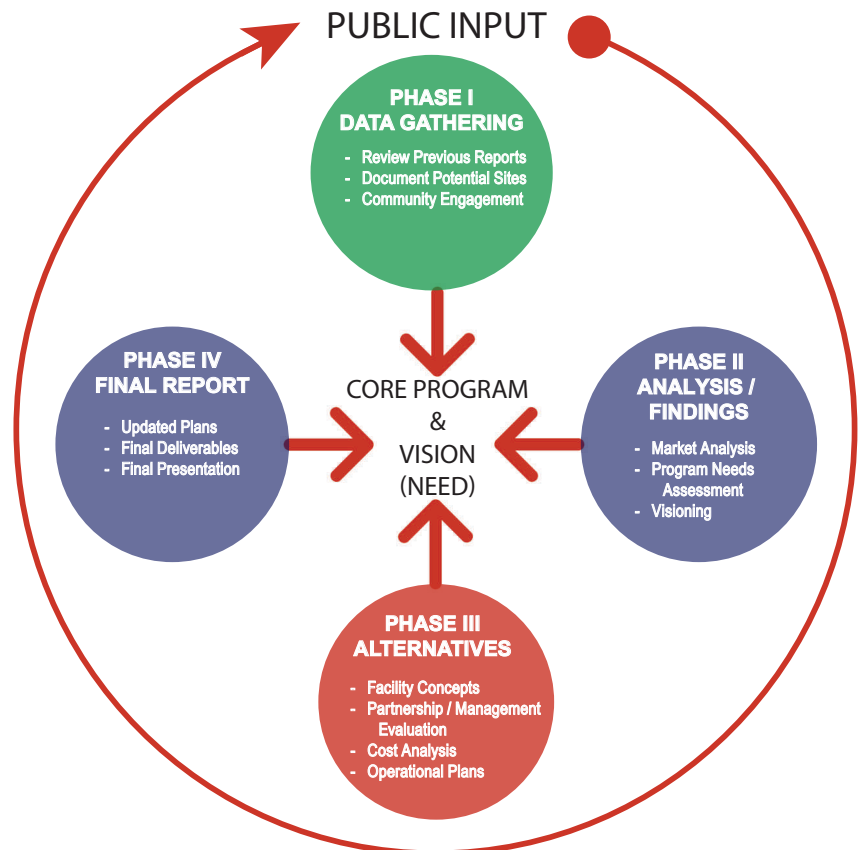 PUBLIC INPUT
PHASE I
DATA GATHERING
- Review Previous Reports
- Document Potential Sites
- Community Engagement
PHASE II
ANALYSIS /
FINDINGS
- Market Analysis
- Program Needs
Assessment
- Visioning
PHASE III
ALTERNATIVES
- Facility Concepts
- Partnership / Management
Evaluation
- Cost Analysis
- Operational Plans
PHASE IV
FINAL REPORT
- Updated Plans
- Final Deliverables
- Final Presentation
CORE PROGRAM
&
VISION
(NEED)